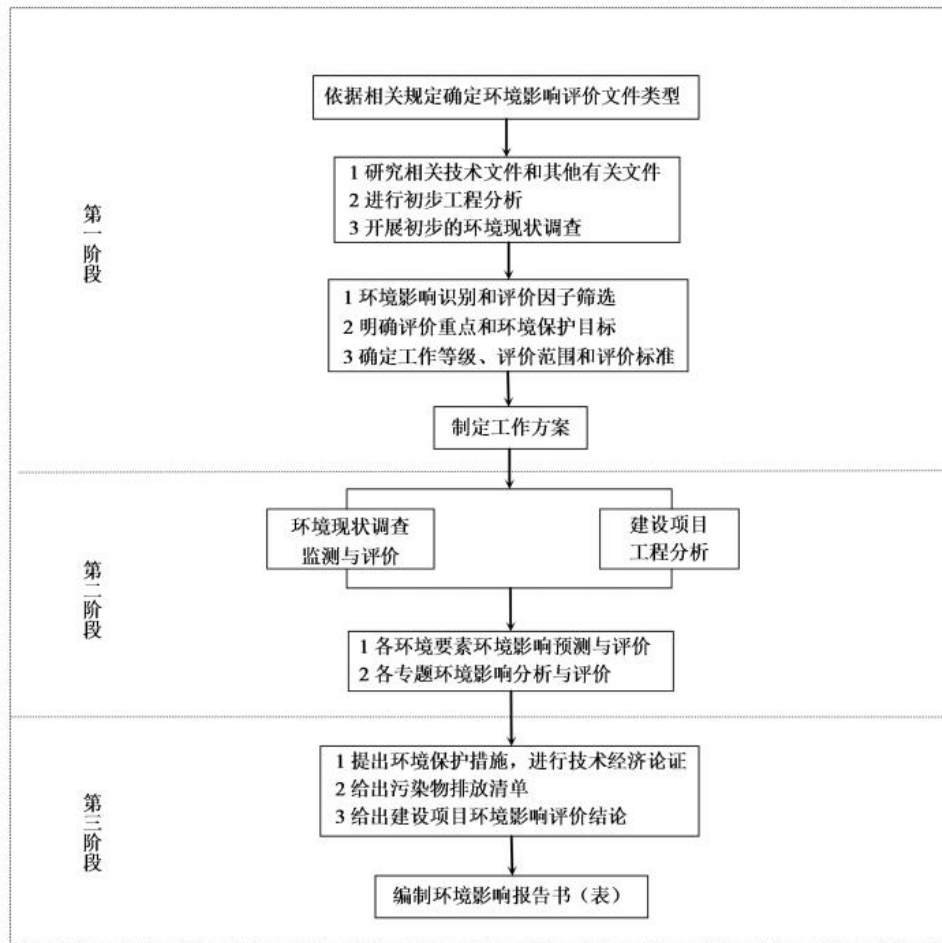 依据相关规定确定环境影响评价文件类型
1 研究相关技术文件和其他有关文件
2 进行初步工程分析
3 开展初步的环境现状调查
第一阶段
1 环境影响识别和评价因子筛选
2 明确评价重点和环境保护目标
3 确定工作等级、评价范围和评价标准
制定工作方案
第二阶段
环境现状调查
监测与评价
建设项目
工程分析
1 各环境要素环境影响预测与评价
2 各专题环境影响分析与评价
第三阶段
1 提出环境保护措施，进行技术经济论证
2 给出污染物排放清单
3 给出建设项目环境影响评价结论
编制环境影响报告书（表）